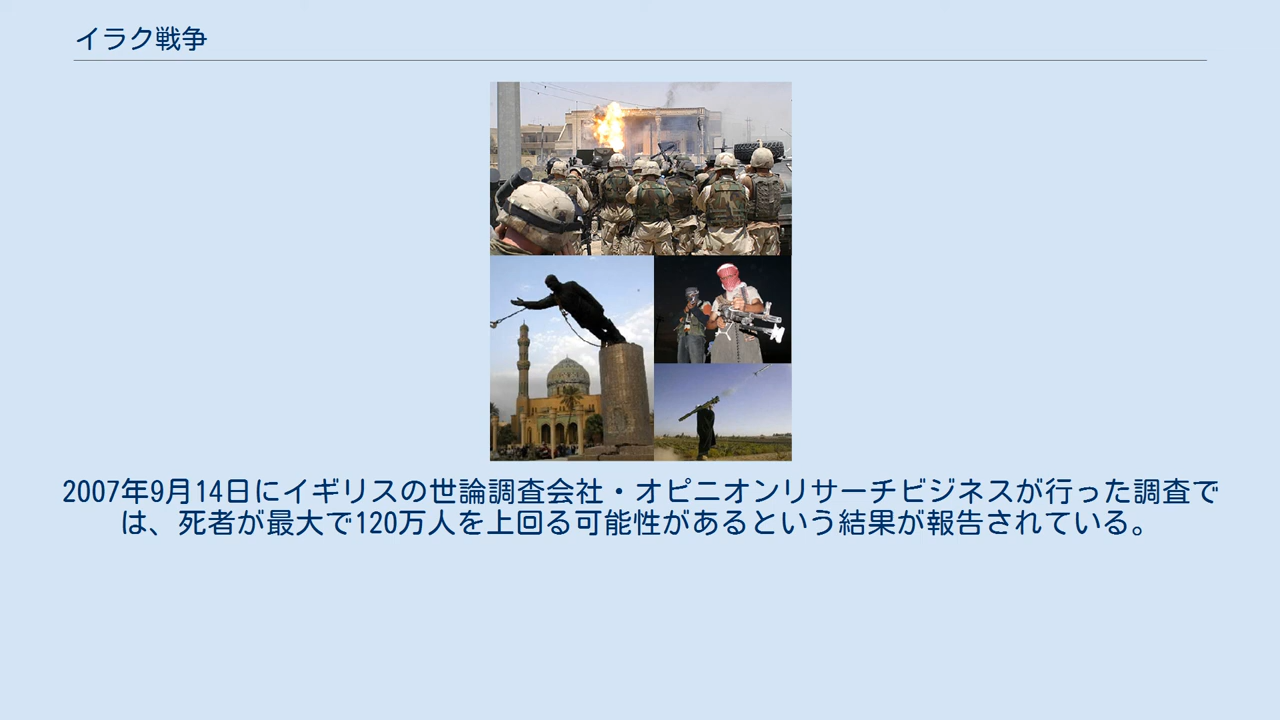 イラク戦争
2007年9月14日にイギリスの世論調査会社・オピニオンリサーチビジネスが行った調査で
は、死者が最大で120万人を上回る可能性があるという結果が報告されている。